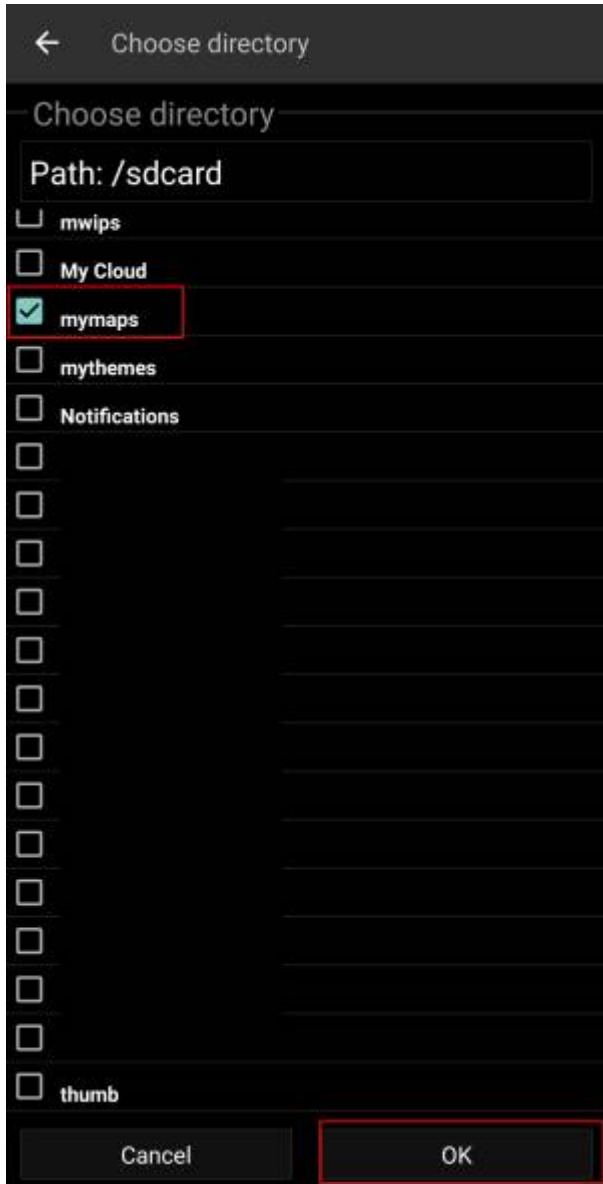 Choose directory
Choose directory
Path: /sdcard
mwips
My Cloud
mymaps
mythemes
Notifications
thumb
Cancel
OK